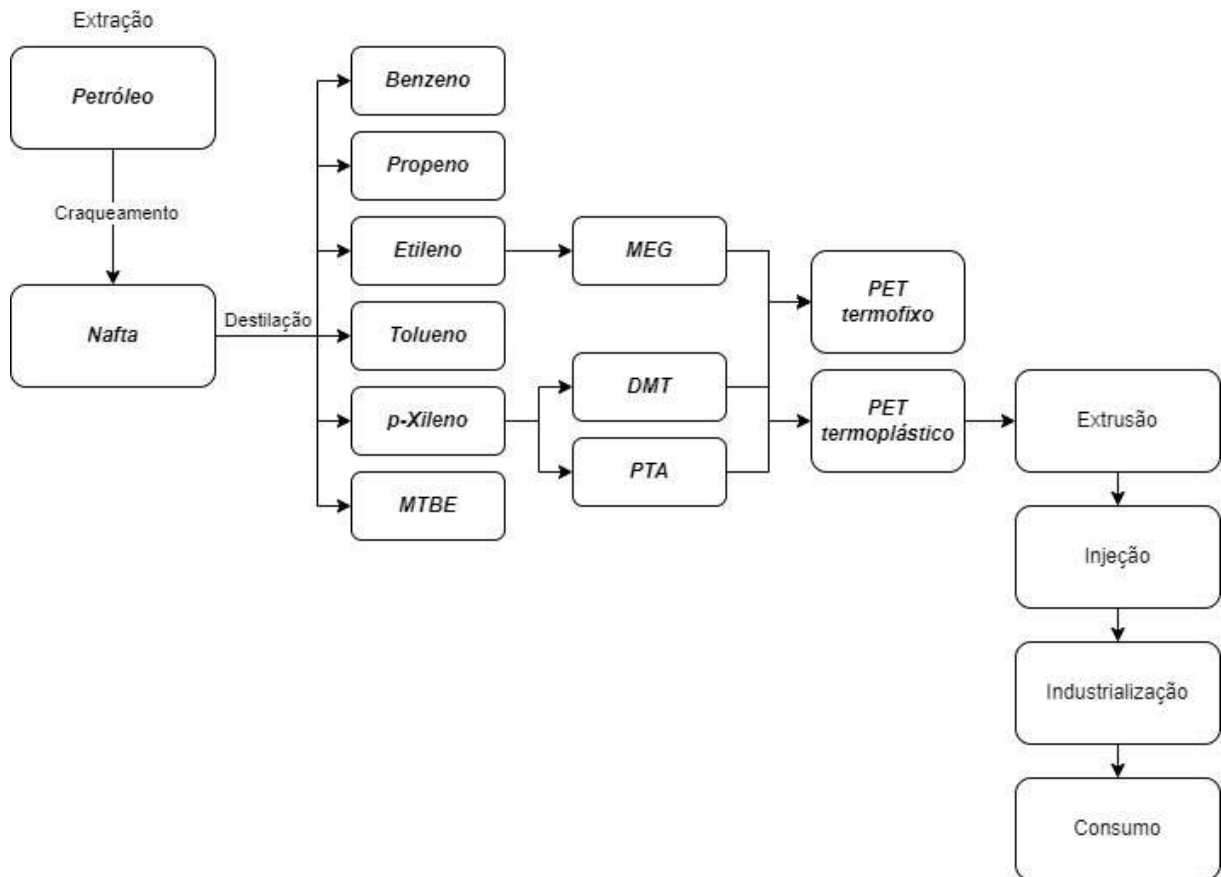 Extração
Petróleo
Craqueamento
Nafta
Destilação
Benzeno
Propeno
Etileno
Tolueno
p-Xileno
MTBE
MEG
DMT
PTA
PET
termofixo
PET
termoplástico
Extrusão
Injeção
Industrialização
Consumo